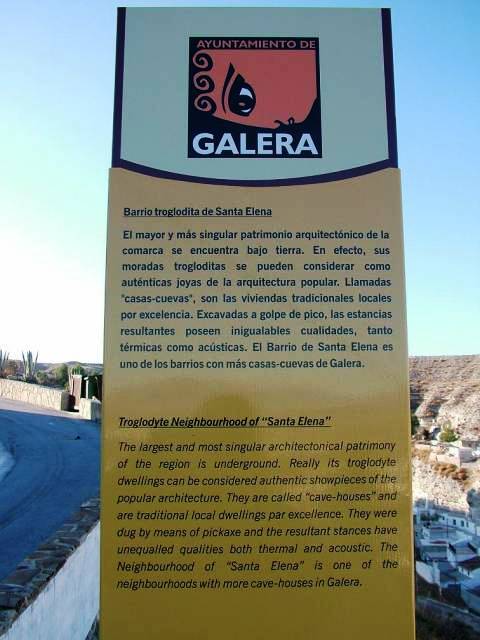 AYUNTAMIENTO DE
GALERA
Barrio troglodita de Santa Elena
El mayor y más singular patrimonio arquitectónico de la
comarca se encuentra bajo tierra. En efecto, sus
moradas trogloditas se pueden considerar como
auténticas joyas de la arquitectura popular. Llamadas
"casas-cuevas", son las viviendas tradicionales locales
por excelencia. Excavadas a golpe de pico, las estancias
resultantes poseen inigualables cualidades, tanto
térmicas como acústicas. El Barrio de Santa Elena es
uno de los barrios con más casas-cuevas de Galera.
Troglodyte Neighbourhood of "Santa Elena"
The largest and most singular architectonical patrimony
of the region is underground. Really its troglodyte
dwellings can be considered authentic showpieces of the
popular architecture. They are called "cave-houses" and
are traditional local dwellings par excellence. They were
dug by means of pickaxe and the resultant stances have
unequalled qualities both thermal and acoustic. The
Neighbourhood of "Santa Elena" is one of the
neighbourhoods with more cave-houses in Galera.